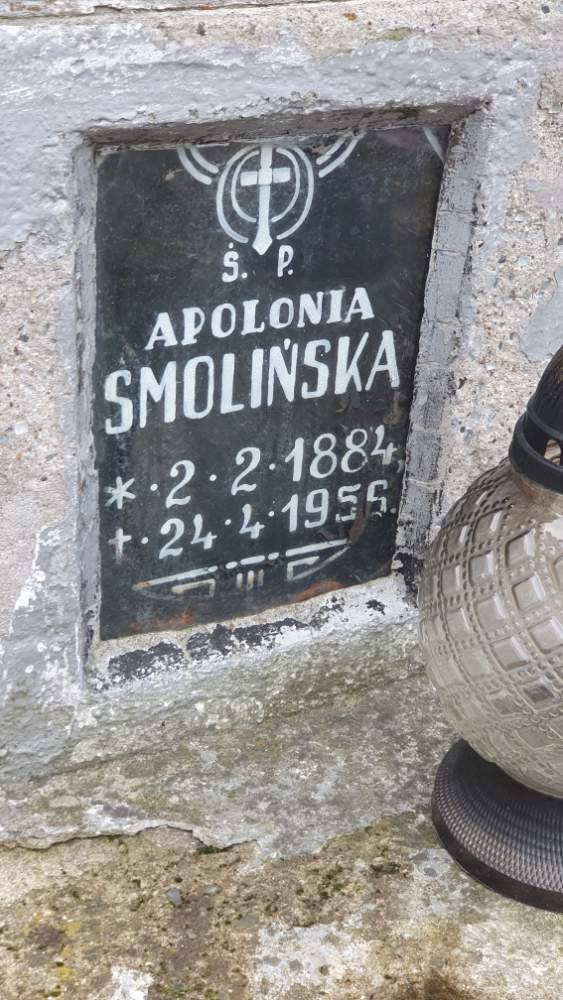 Ś. P.
APOLONIA
SMOLIŃSKA
* · 2 · 2 · 1884,
† · 24 · 4 · 1956.